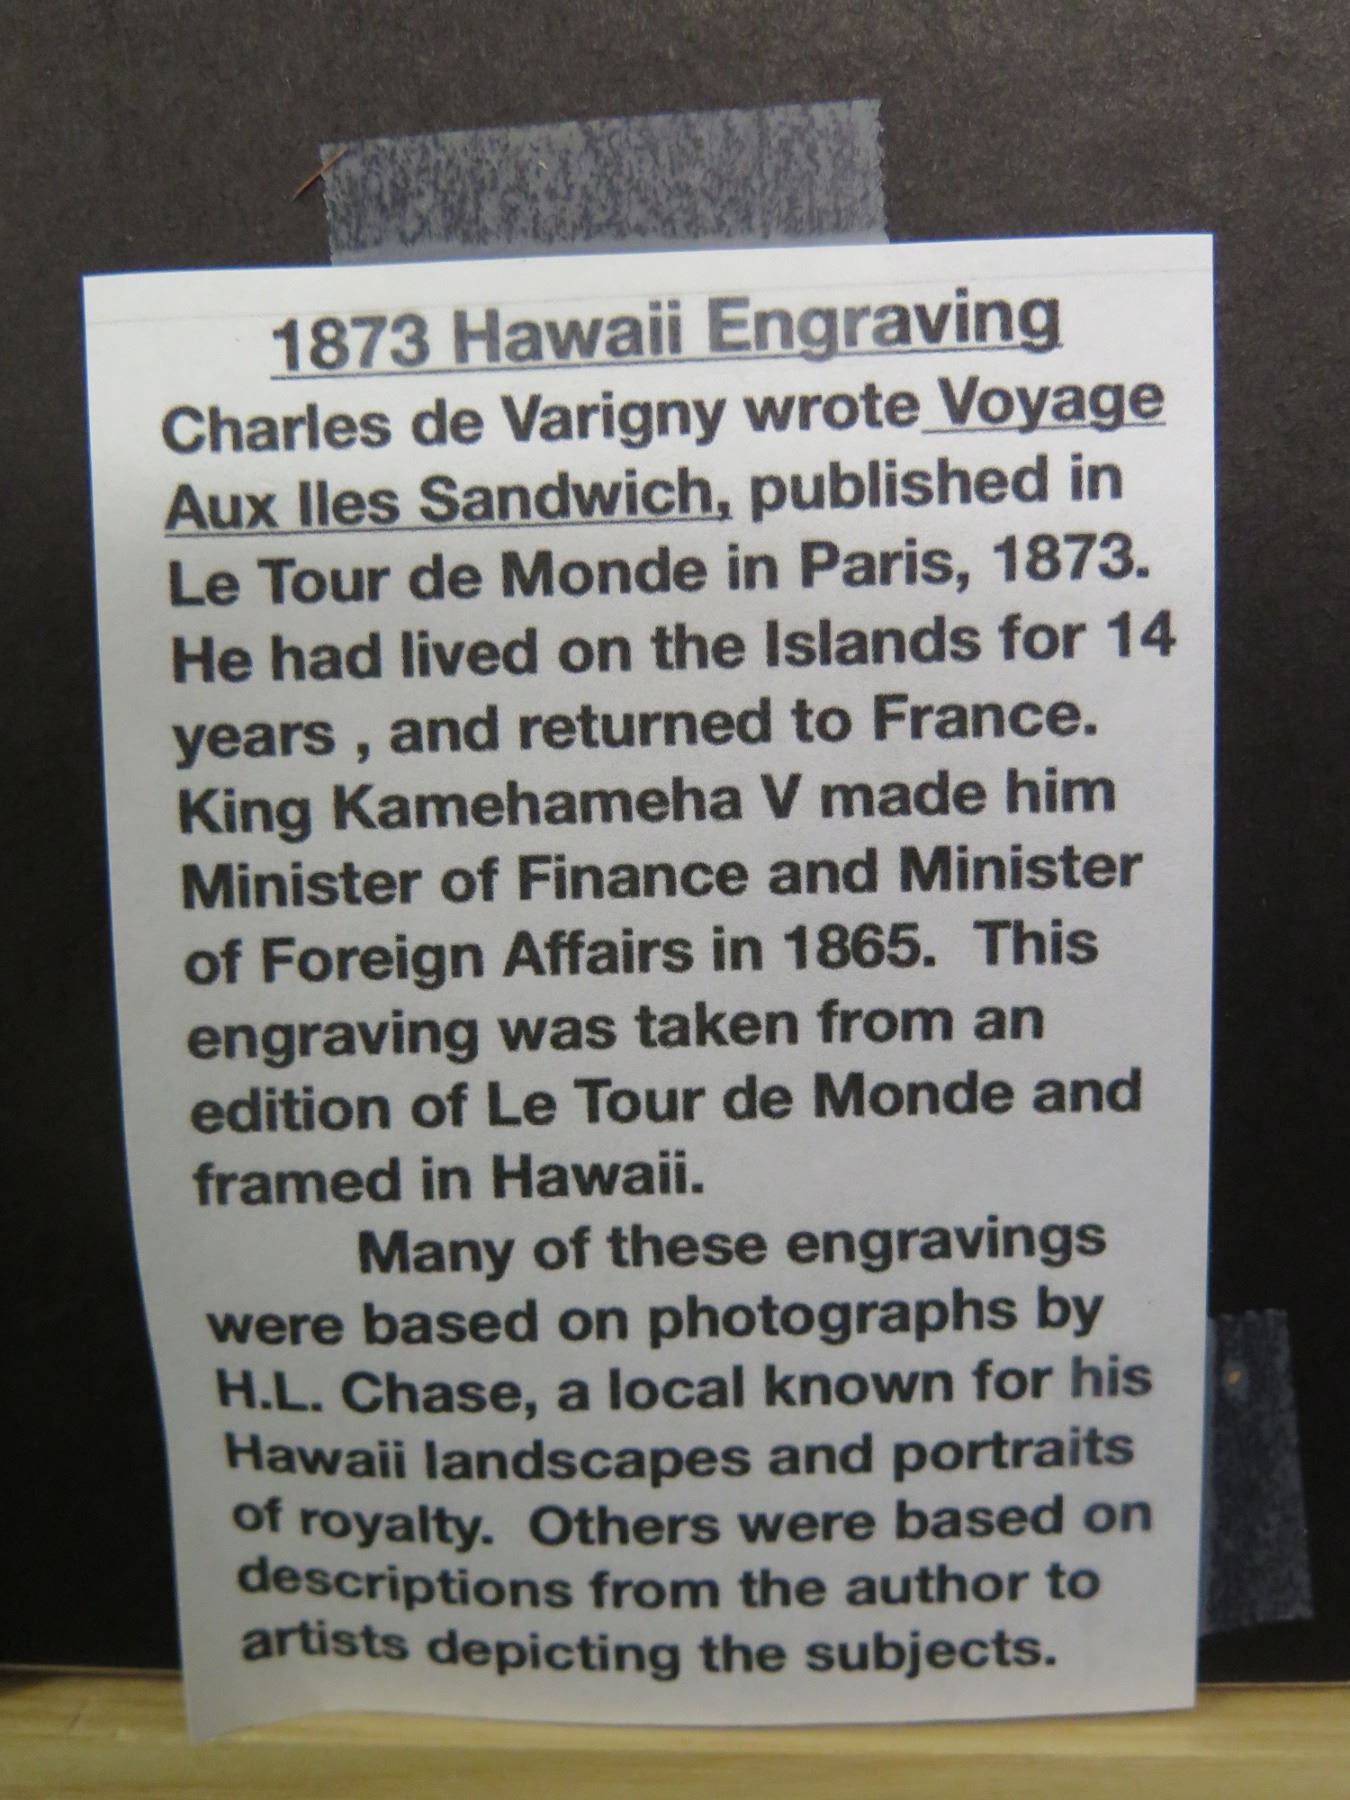 1873 Hawaii Engraving
Charles de Varigny wrote Voyage
Aux Iles Sandwich, published in
Le Tour de Monde in Paris, 1873.
He had lived on the Islands for 14
years , and returned to France.
King Kamehameha V made him
Minister of Finance and Minister
of Foreign Affairs in 1865.  This
engraving was taken from an
edition of Le Tour de Monde and
framed in Hawaii.
Many of these engravings
were based on photographs by
H.L. Chase, a local known for his
Hawaii landscapes and portraits
of royalty.  Others were based on
descriptions from the author to
artists depicting the subjects.